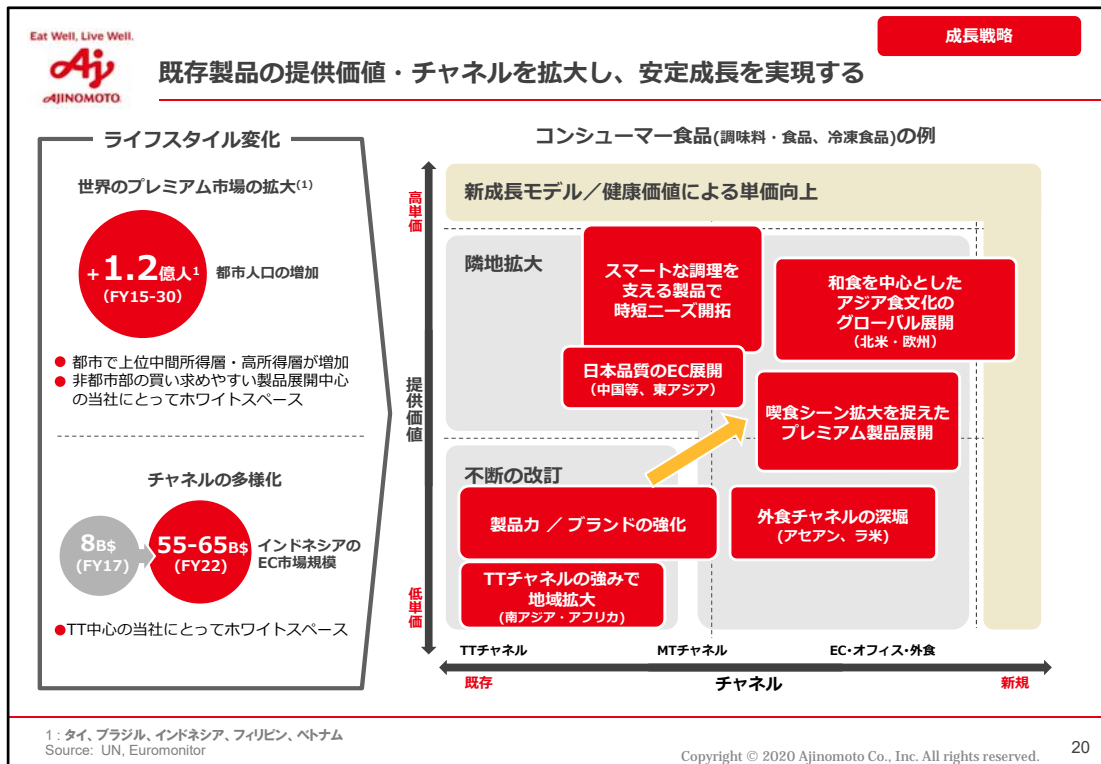 Eat Well, Live Well.
AJINOMOTO
成長戦略
既存製品の提供価値・チャネルを拡大し、安定成長を実現する
ライフスタイル変化
世界のプレミアム市場の拡大(1)
+1.2億人1
(FY15-30)
都市人口の増加
● 都市で上位中間所得層・高所得層が増加
● 非都市部の買い求めやすい製品展開中心
の当社にとってホワイトスペース
チャネルの多様化
8B$
(FY17)
55-65B$
(FY22)
インドネシアの
EC市場規模
●TT中心の当社にとってホワイトスペース
コンシューマー食品(調味料・食品、冷凍食品)の例
高単価
提供価値
低単価
新成長モデル/健康価値による単価向上
隣地拡大
スマートな調理を
支える製品で
時短ニーズ開拓
和食を中心とした
アジア食文化の
グローバル展開
(北米・欧州)
日本品質のEC展開
(中国等、東アジア)
喫食シーン拡大を捉えた
プレミアム製品展開
不断の改訂
製品力 / ブランドの強化
外食チャネルの深堀
(アセアン、ラ米)
TTチャネルの強みで
地域拡大
(南アジア・アフリカ)
TTチャネル
MTチャネル
EC・オフィス・外食
既存
チャネル
新規
1 : タイ、ブラジル、インドネシア、フィリピン、ベトナム
Source: UN, Euromonitor
Copyright © 2020 Ajinomoto Co., Inc. All rights reserved.
20